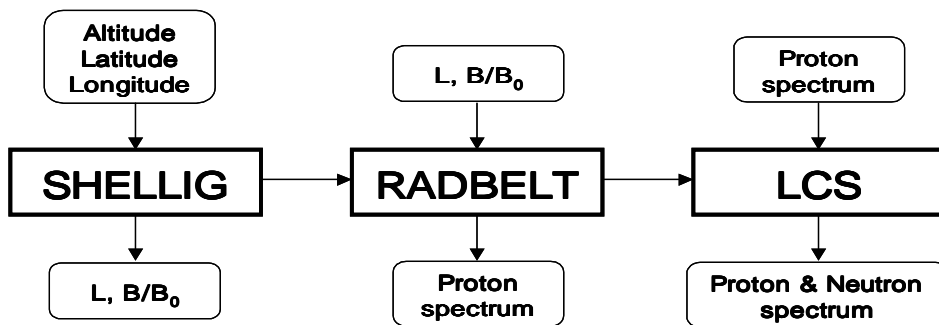 Altitude
Latitude
Longitude
L, B/B₀
Proton
spectrum
SHELLIG
RADBELT
LCS
L, B/B₀
Proton
spectrum
Proton & Neutron
spectrum